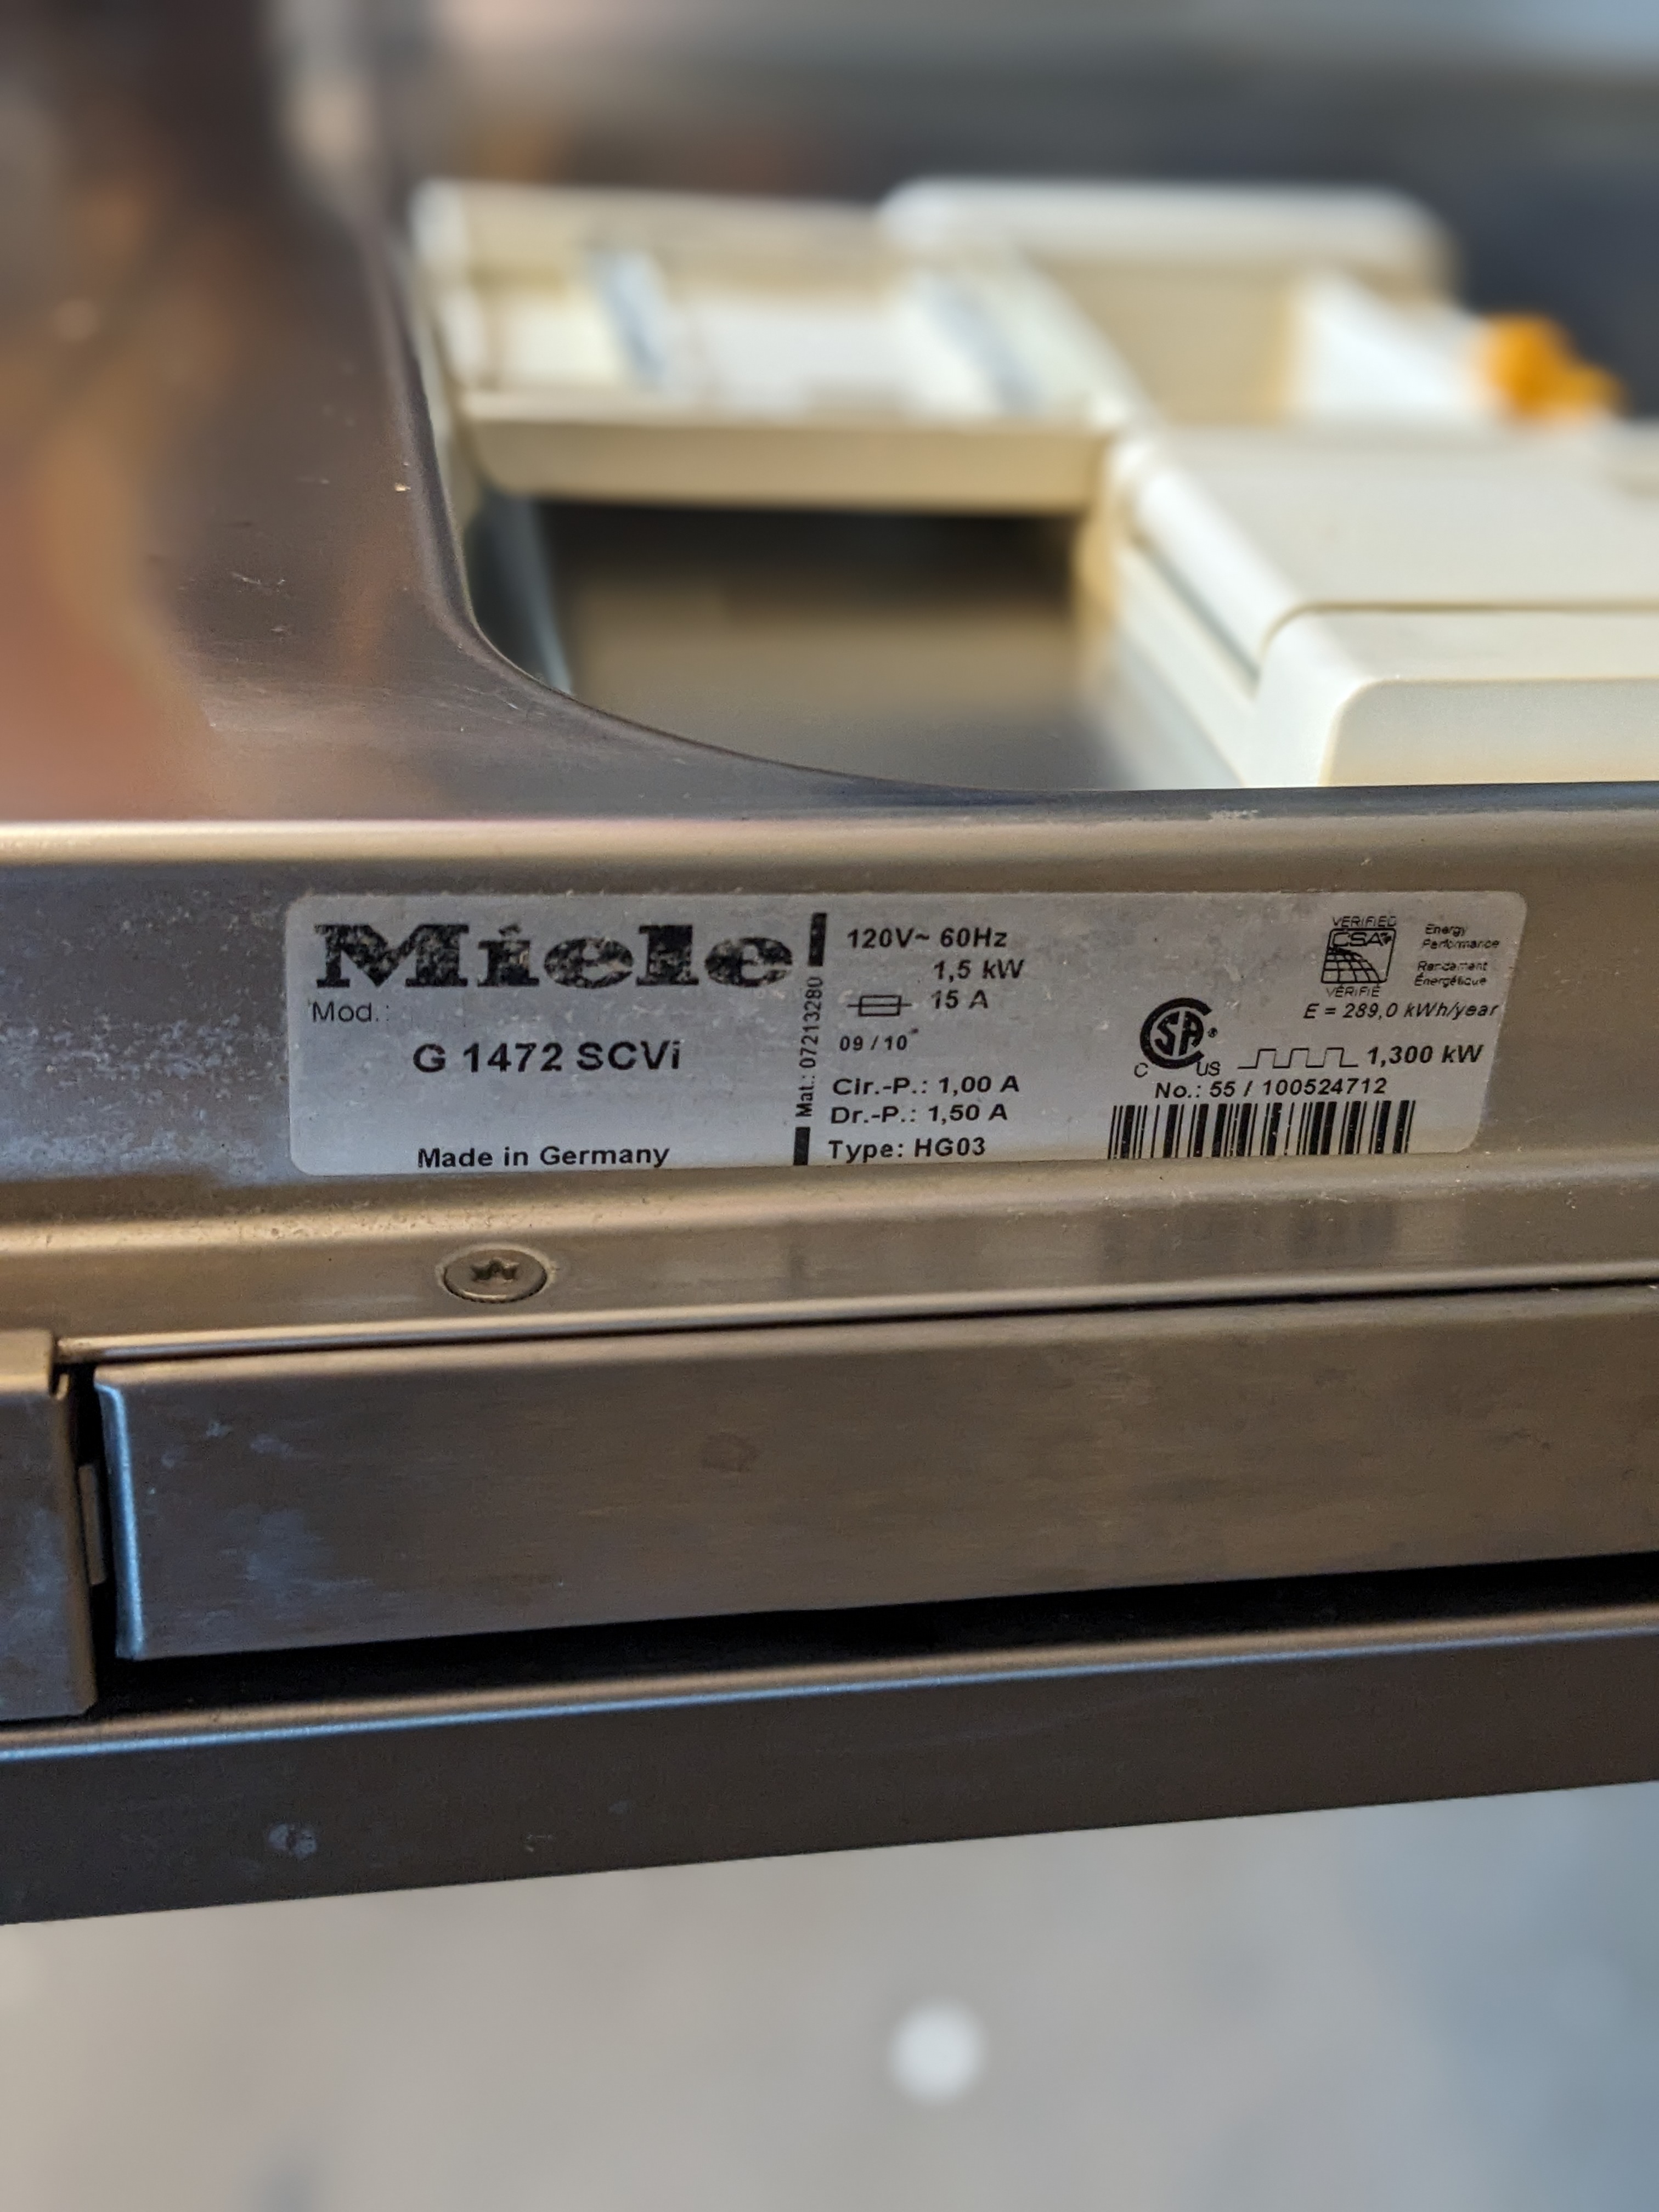 Miele
Mod.:
G 1472 SCVi
Made in Germany
Mat.: 07213280
120V~ 60Hz
1,5 kW
15 A
09 / 10
Cir.-P.: 1,00 A
Dr.-P.: 1,50 A
Type: HG03
VERIFIED
CSA
VÉRIFIÉ
Energy
Performance
Rendement
Énergétique
E = 289,0 kWh/year
C SA US
1,300 kW
No.: 55 / 100524712